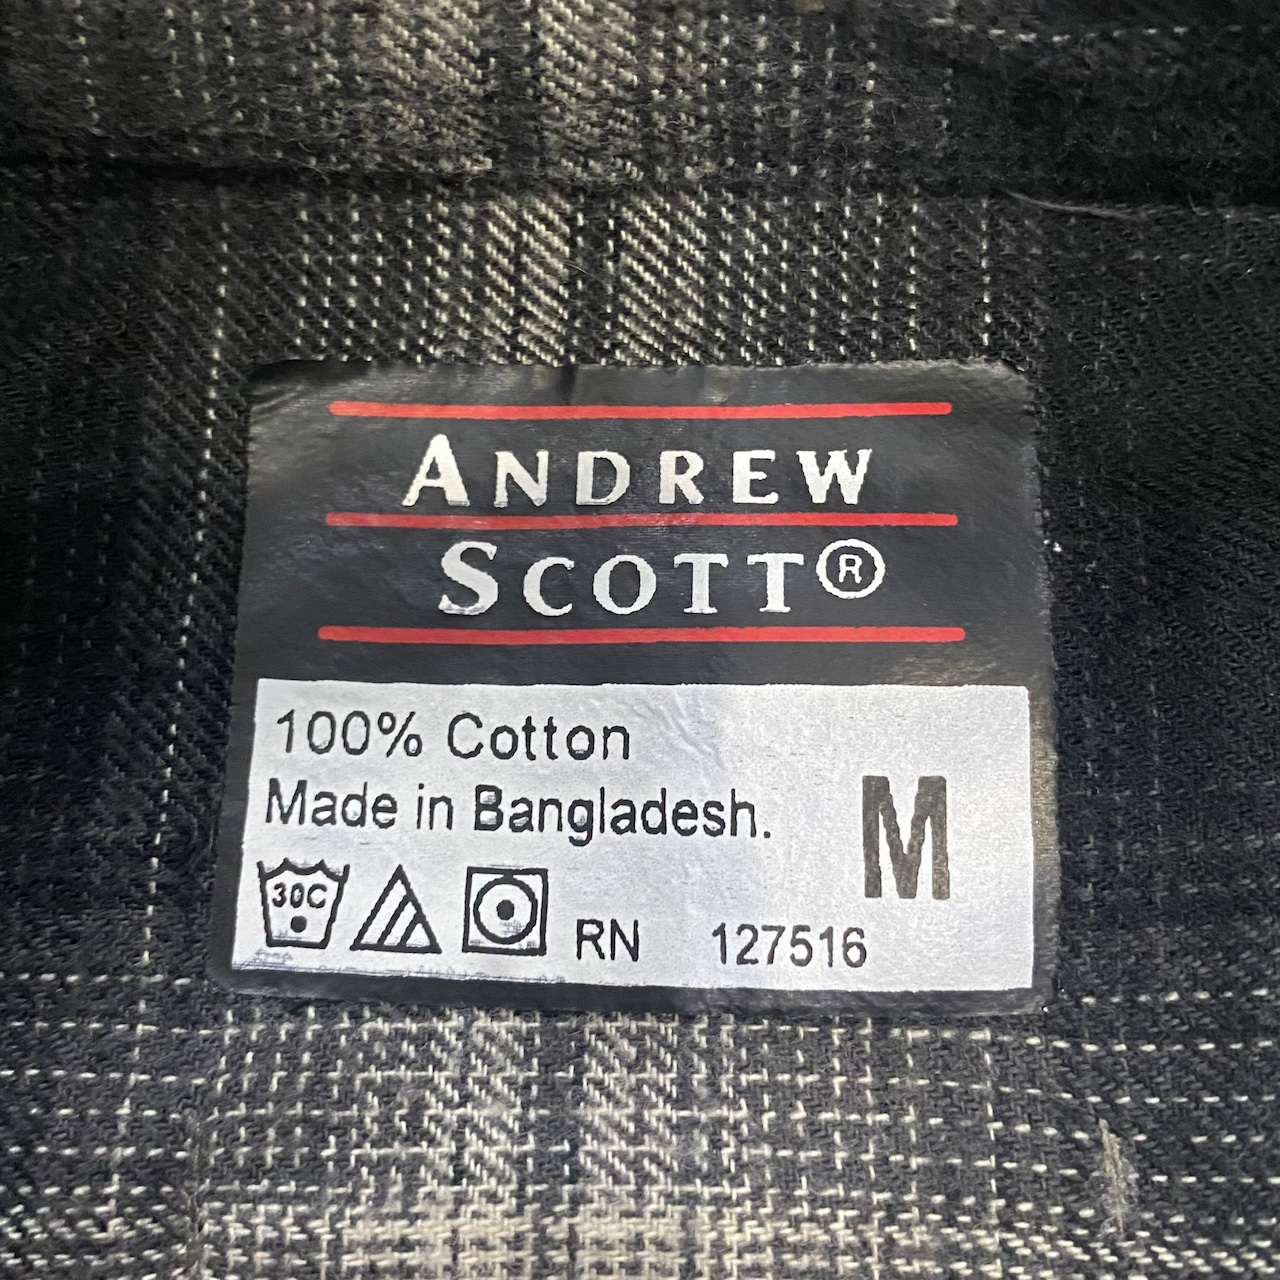 ANDREW
SCOTT®
100% Cotton
Made in Bangladesh.
M
30C
RN 127516